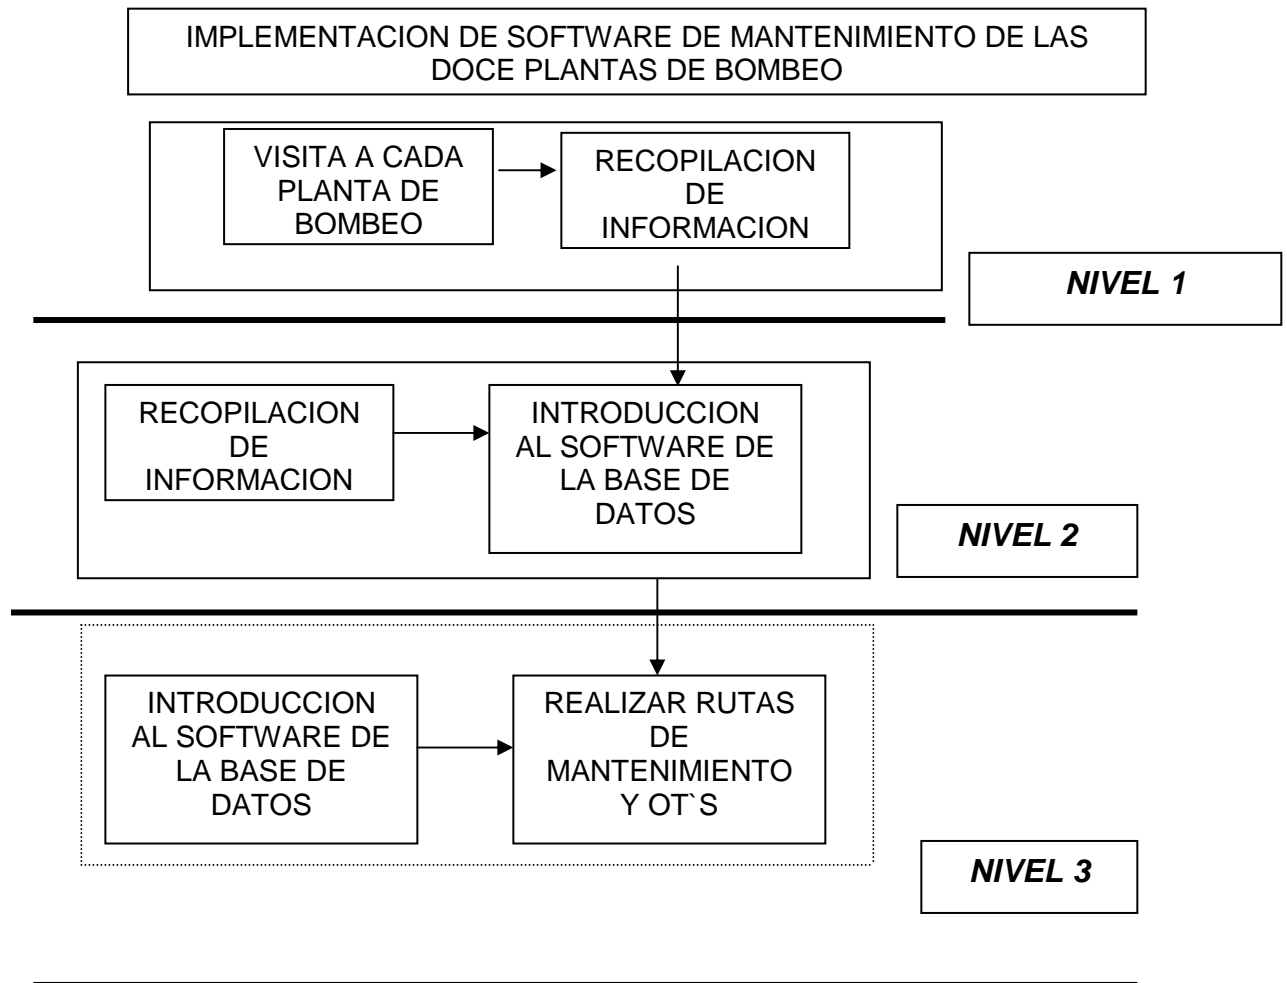 IMPLEMENTACION DE SOFTWARE DE MANTENIMIENTO DE LAS
DOCE PLANTAS DE BOMBEO
VISITA A CADA
PLANTA DE
BOMBEO
RECOPILACION
DE
INFORMACION
NIVEL 1
RECOPILACION
DE
INFORMACION
INTRODUCCION
AL SOFTWARE DE
LA BASE DE
DATOS
NIVEL 2
INTRODUCCION
AL SOFTWARE DE
LA BASE DE
DATOS
REALIZAR RUTAS
DE
MANTENIMIENTO
Y OT`S
NIVEL 3